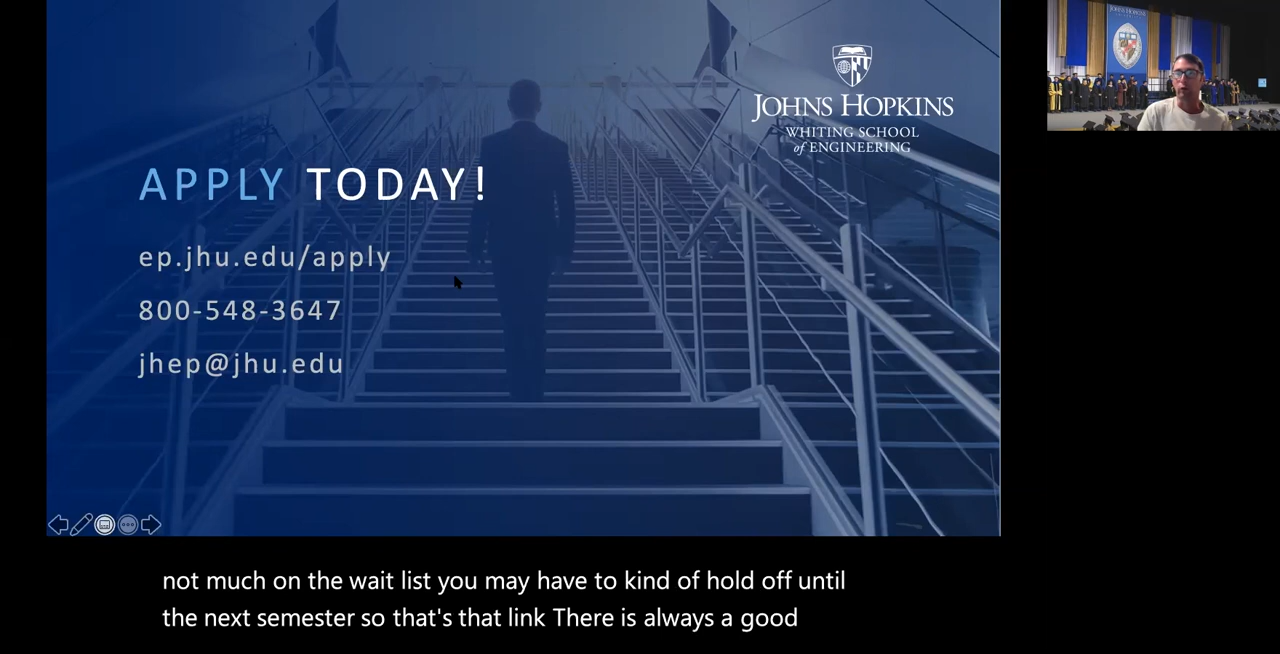 JOHNS HOPKINS
WHITING SCHOOL
of ENGINEERING
APPLY TODAY!
ep.jhu.edu/apply
800-548-3647
jhep@jhu.edu
JOHNS HOPKINS
not much on the wait list you may have to kind of hold off until
the next semester so that's that link There is always a good